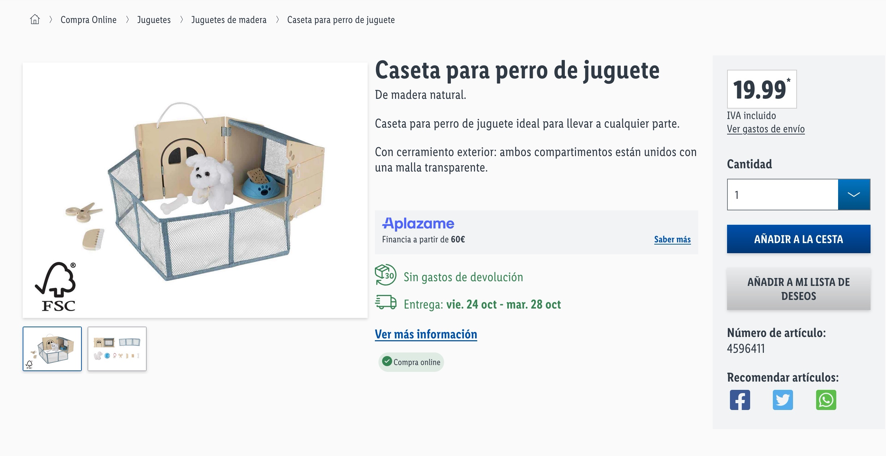 Compra Online
Juguetes
Juguetes de madera
Caseta para perro de juguete
FSC
®
Caseta para perro de juguete
De madera natural.
Caseta para perro de juguete ideal para llevar a cualquier parte.
Con cerramiento exterior: ambos compartimentos están unidos con
una malla transparente.
Aplazame
Financia a partir de 60€
Saber más
30
Sin gastos de devolución
Entrega: vie. 24 oct - mar. 28 oct
Ver más información
Compra online
19.99*
IVA incluido
Ver gastos de envío
Cantidad
1
AÑADIR A LA CESTA
AÑADIR A MI LISTA DE
DESEOS
Número de artículo:
4596411
Recomendar artículos: